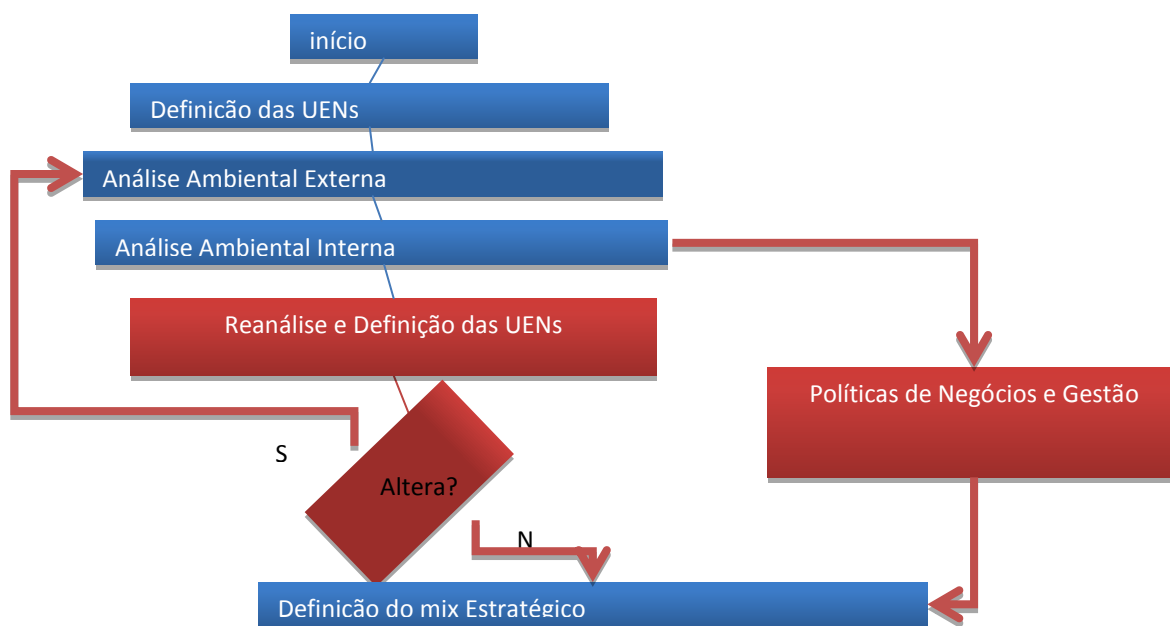 início
Definicão das UENs
Análise Ambiental Externa
Análise Ambiental Interna
Reanálise e Definição das UENs
Políticas de Negócios e Gestão
S
Altera?
N
Definicão do mix Estratégico